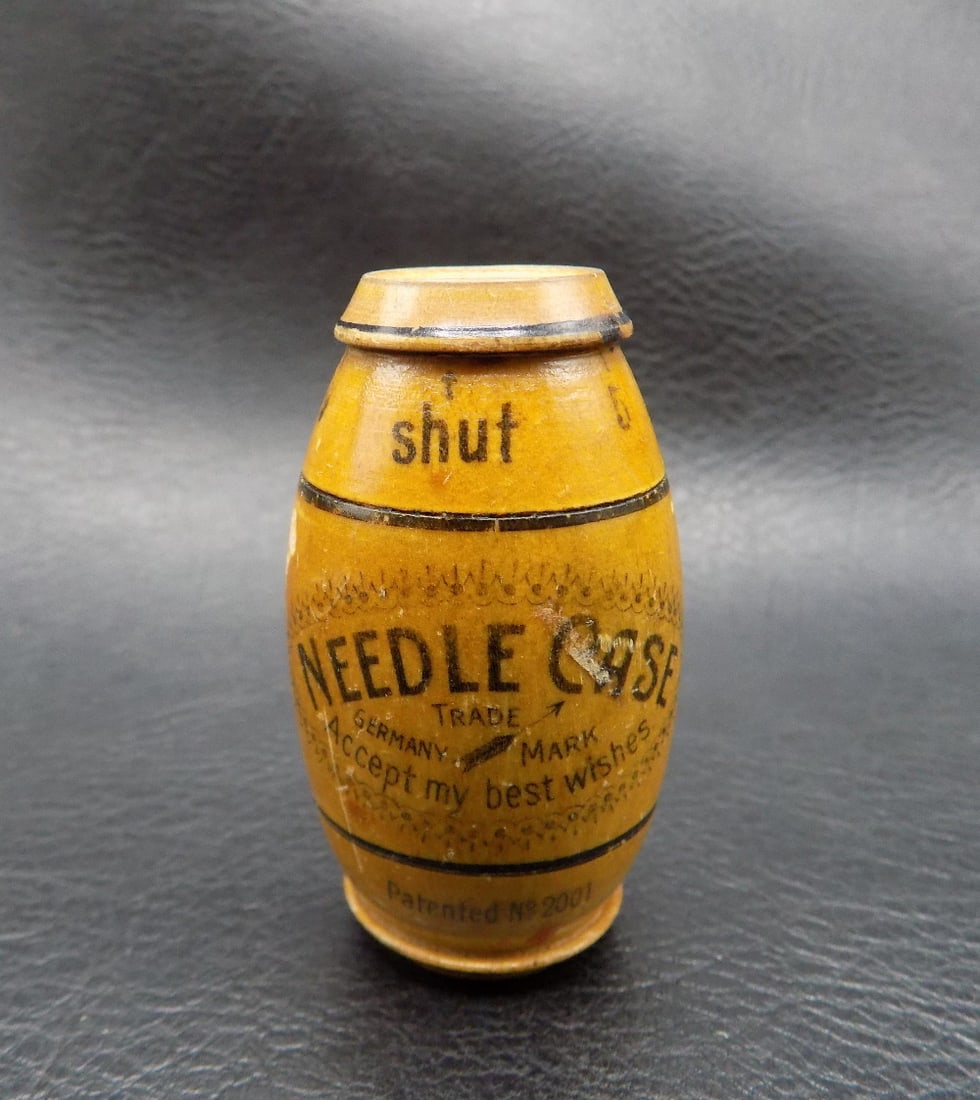 shut
NEEDLE CASE
TRADE
GERMANY MARK
Accept my best wishes
Patented No 2001